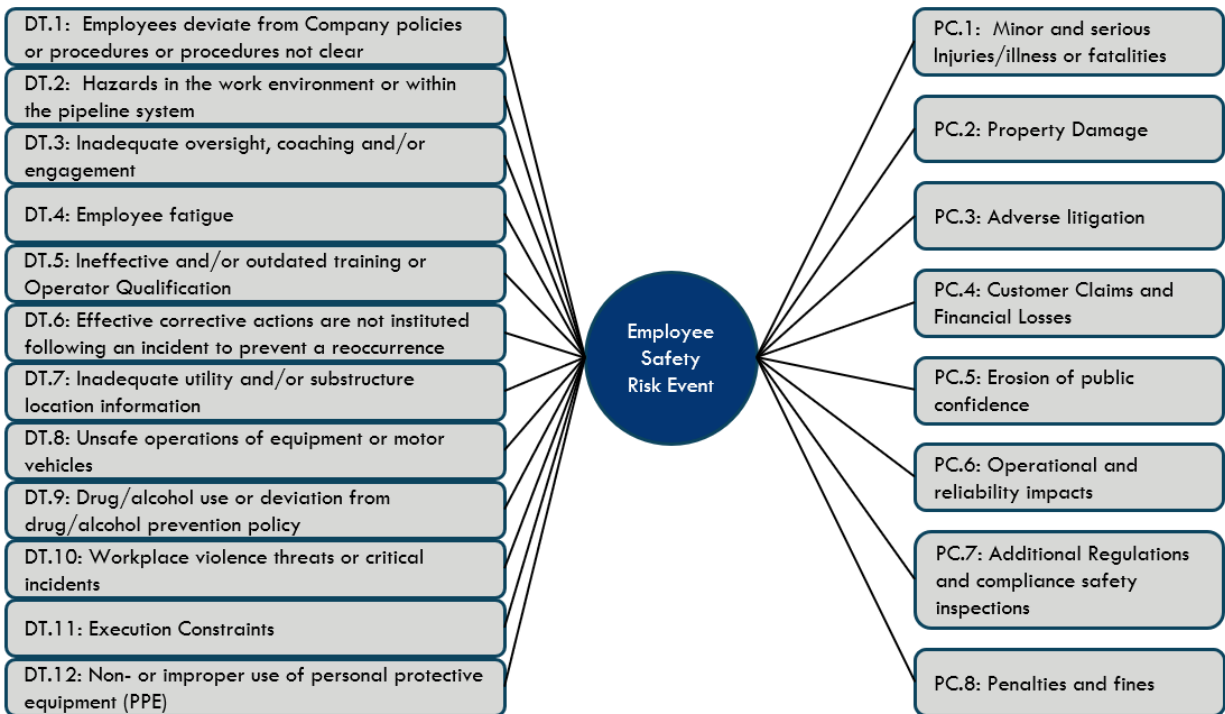 DT.1: Employees deviate from Company policies
or procedures or procedures not clear
DT.2: Hazards in the work environment or within
the pipeline system
DT.3: Inadequate oversight, coaching and/or
engagement
DT.4: Employee fatigue
DT.5: Ineffective and/or outdated training or
Operator Qualification
DT.6: Effective corrective actions are not instituted
following an incident to prevent a reoccurrence
DT.7: Inadequate utility and/or substructure
location information
DT.8: Unsafe operations of equipment or motor
vehicles
DT.9: Drug/alcohol use or deviation from
drug/alcohol prevention policy
DT.10: Workplace violence threats or critical
incidents
DT.11: Execution Constraints
DT.12: Non- or improper use of personal protective
equipment (PPE)
Employee
Safety
Risk Event
PC.1: Minor and serious
Injuries/illness or fatalities
PC.2: Property Damage
PC.3: Adverse litigation
PC.4: Customer Claims and
Financial Losses
PC.5: Erosion of public
confidence
PC.6: Operational and
reliability impacts
PC.7: Additional Regulations
and compliance safety
inspections
PC.8: Penalties and fines